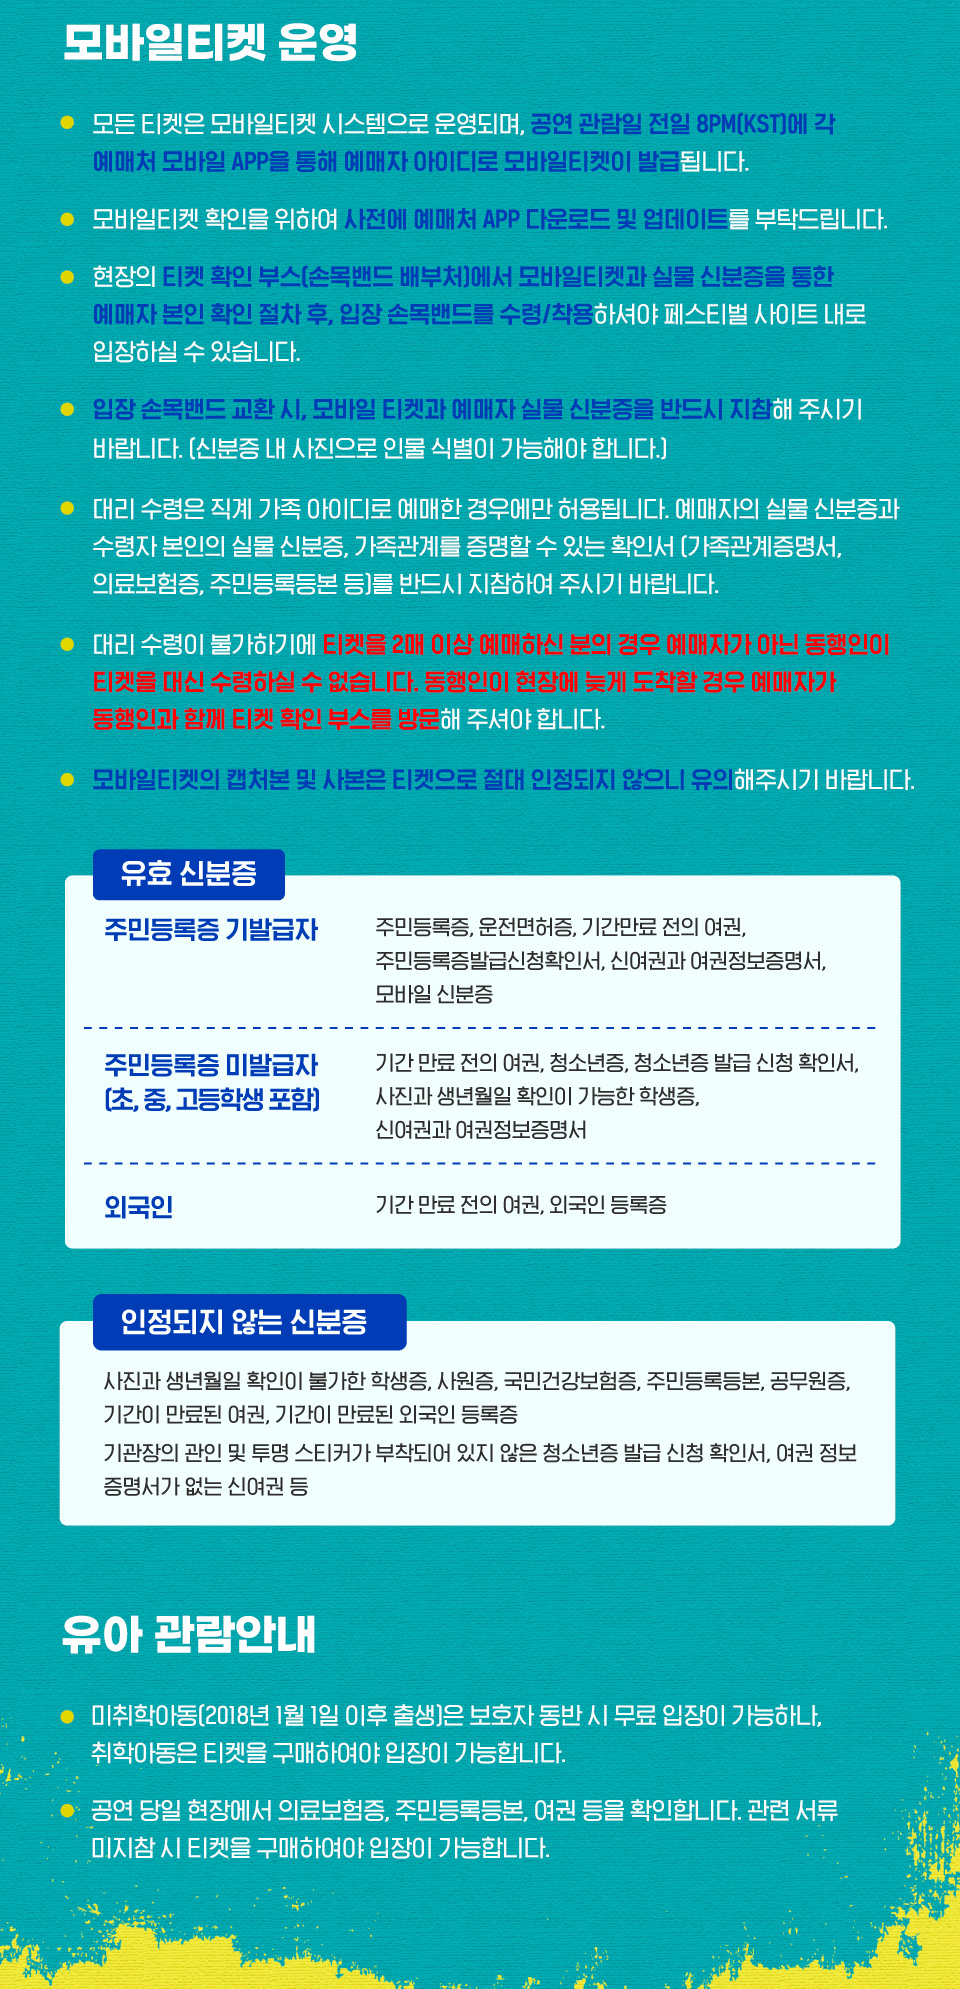 모바일티켓 운영
모든 티켓은 모바일티켓 시스템으로 운영되며, 공연 관람일 전일 8PM(KST)에 각
예매처 모바일 APP을 통해 예매자 아이디로 모바일티켓이 발급됩니다.
모바일티켓 확인을 위하여 사전에 예매처 APP 다운로드 및 업데이트를 부탁드립니다.
현장의 티켓 확인 부스(손목밴드 배부처)에서 모바일티켓과 실물 신분증을 통한
예매자 본인 확인 절차 후, 입장 손목밴드를 수령/착용하셔야 페스티벌 사이트 내로
입장하실 수 있습니다.
입장 손목밴드 교환 시, 모바일 티켓과 예매자 실물 신분증을 반드시 지참해 주시기
바랍니다. (신분증 내 사진으로 인물 식별이 가능해야 합니다.)
대리 수령은 직계 가족 아이디로 예매한 경우에만 허용됩니다. 예매자의 실물 신분증과
수령자 본인의 실물 신분증, 가족관계를 증명할 수 있는 확인서 (가족관계증명서,
의료보험증, 주민등록등본 등)를 반드시 지참하여 주시기 바랍니다.
대리 수령이 불가하기에 티켓을 2매 이상 예매하신 분의 경우 예매자가 아닌 동행인이
티켓을 대신 수령하실 수 없습니다. 동행인이 현장에 늦게 도착할 경우 예매자가
동행인과 함께 티켓 확인 부스를 방문해 주셔야 합니다.
모바일티켓의 캡처본 및 사본은 티켓으로 절대 인정되지 않으니 유의해주시기 바랍니다.
유효 신분증
주민등록증 기발급자
주민등록증, 운전면허증, 기간만료 전의 여권,
주민등록증발급신청확인서, 신여권과 여권정보증명서,
모바일 신분증
주민등록증 미발급자
(초, 중, 고등학생 포함)
기간 만료 전의 여권, 청소년증, 청소년증 발급 신청 확인서,
사진과 생년월일 확인이 가능한 학생증,
신여권과 여권정보증명서
외국인
기간 만료 전의 여권, 외국인 등록증
인정되지 않는 신분증
사진과 생년월일 확인이 불가한 학생증, 사원증, 국민건강보험증, 주민등록등본, 공무원증,
기간이 만료된 여권, 기간이 만료된 외국인 등록증
기관장의 관인 및 투명 스티커가 부착되어 있지 않은 청소년증 발급 신청 확인서, 여권 정보
증명서가 없는 신여권 등
유아 관람안내
미취학아동(2018년 1월 1일 이후 출생)은 보호자 동반 시 무료 입장이 가능하나,
취학아동은 티켓을 구매하여야 입장이 가능합니다.
공연 당일 현장에서 의료보험증, 주민등록등본, 여권 등을 확인합니다. 관련 서류
미지참 시 티켓을 구매하여야 입장이 가능합니다.